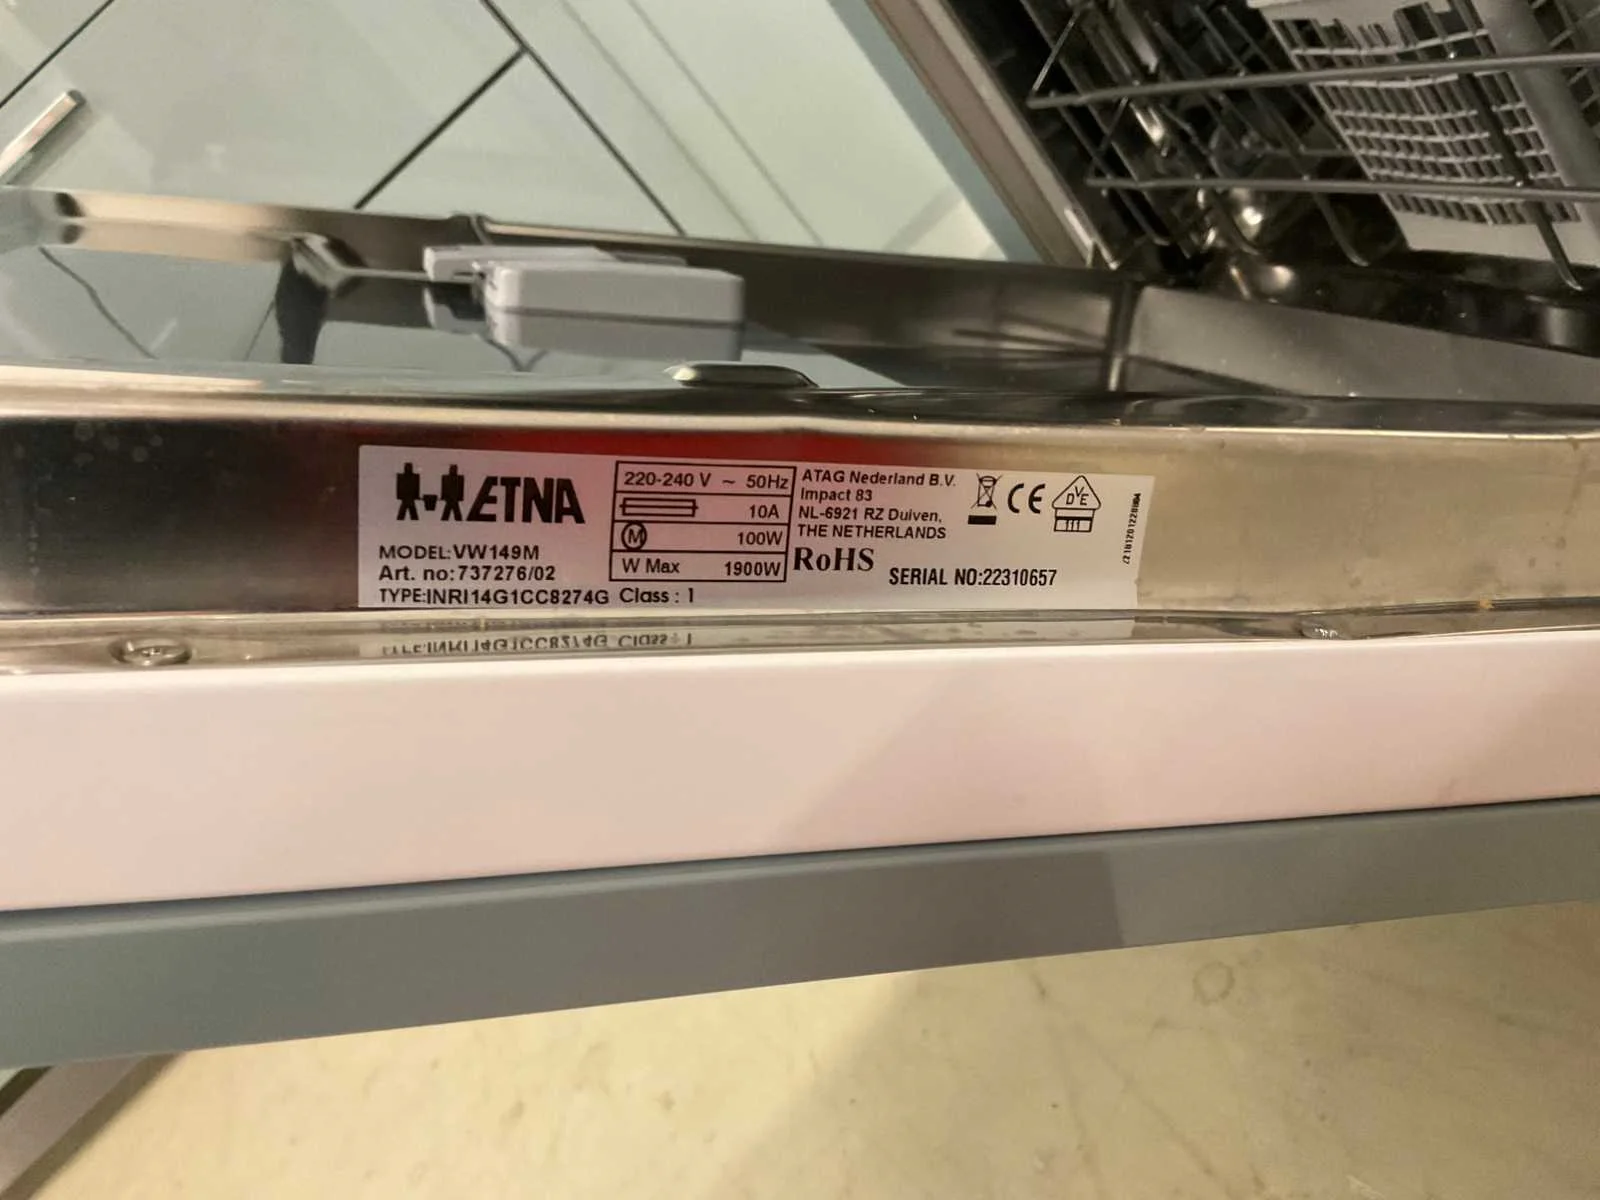 ETNA
MODEL:VW149M
Art. no:737276/02
TYPE:INRI14G1CC8274G Class : 1
220-240 V ~ 50Hz
10A
M 100W
W Max 1900W
ATAG Nederland B.V.
Impact 83
NL-6921 RZ Duiven,
THE NETHERLANDS
RoHS
SERIAL NO:22310657
CE
DVE